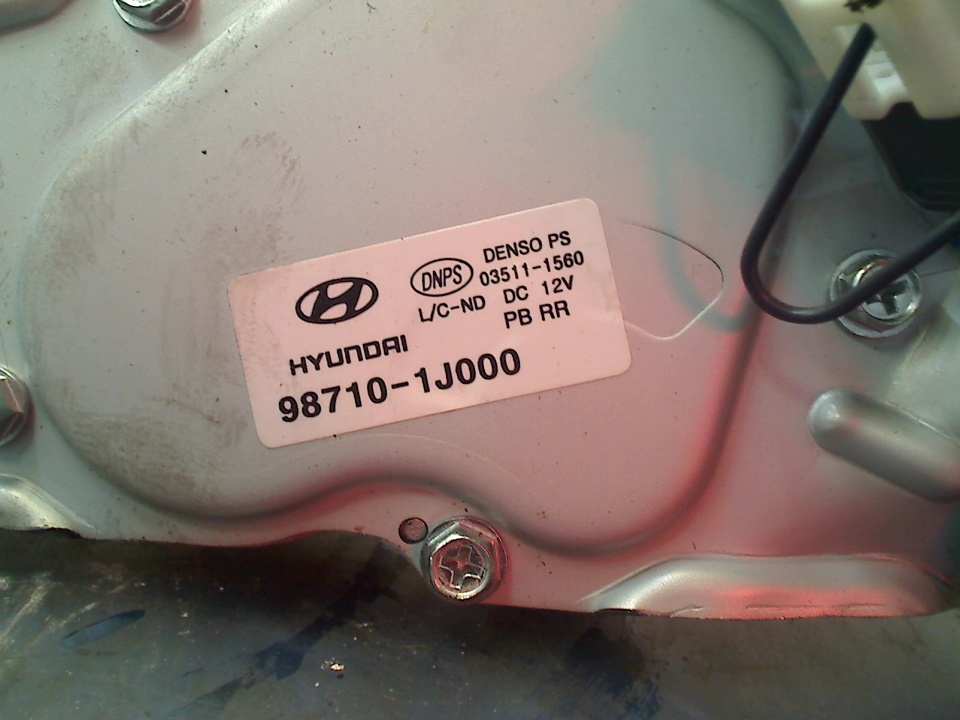 DENSO PS
DNPS 03511-1560
L/C-ND DC 12V
PB RR
HYUNDAI
98710-1J000